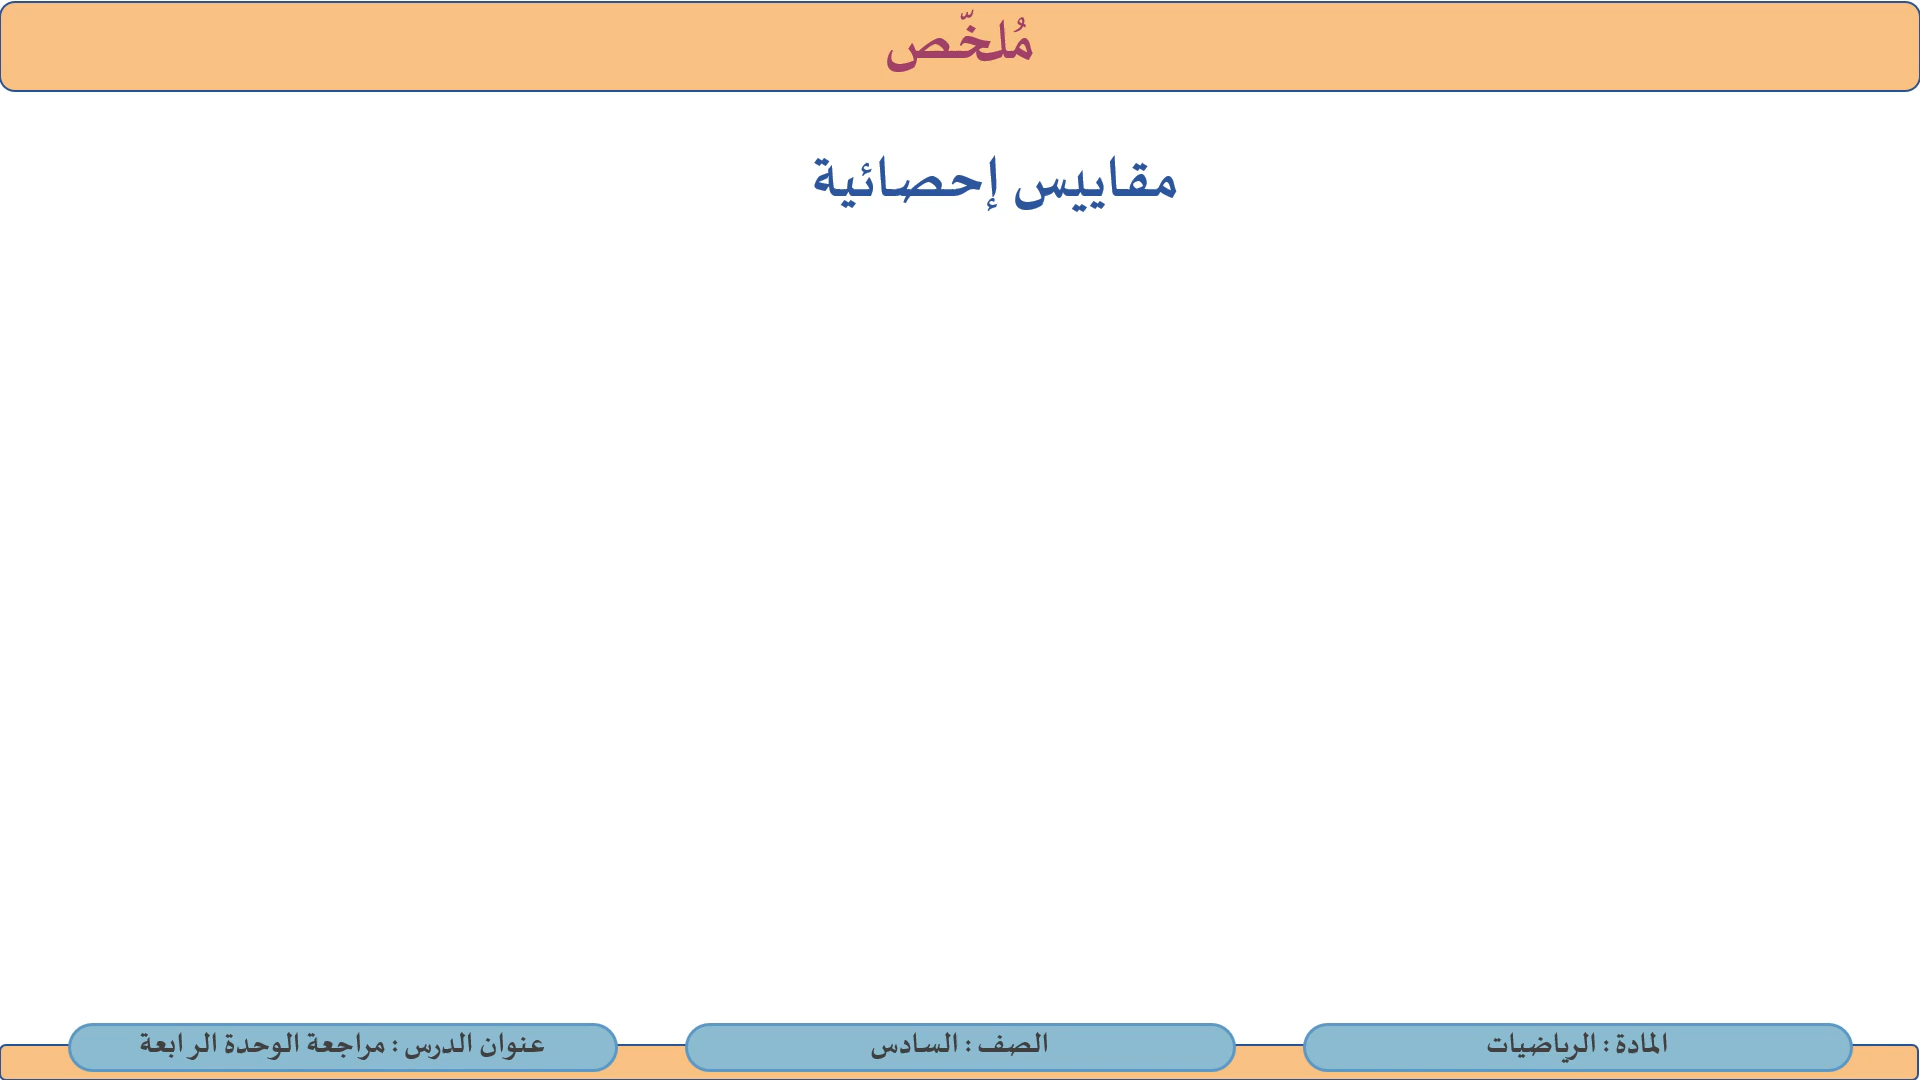 مُلخّص
مقاييس إحصائية
المادة : الرياضيات
الصف : السادس
عنوان الدرس : مراجعة الوحدة الرابعة